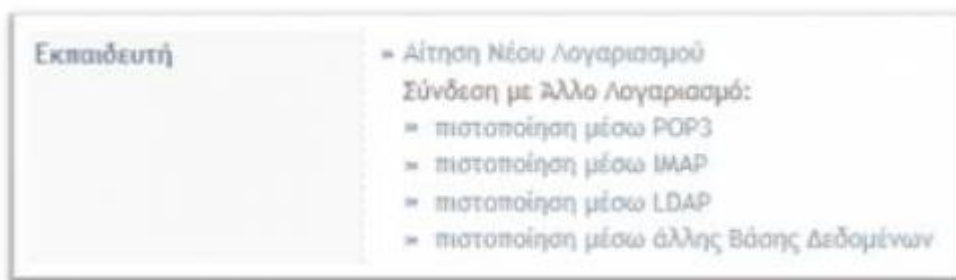 Εκπαιδευτή
» Αίτηση Νέου Λογαριασμού
Σύνδεση με Άλλο Λογαριασμό:
» πιστοποίηση μέσω POP3
» πιστοποίηση μέσω IMAP
» πιστοποίηση μέσω LDAP
» πιστοποίηση μέσω άλλης Βάσης Δεδομένων